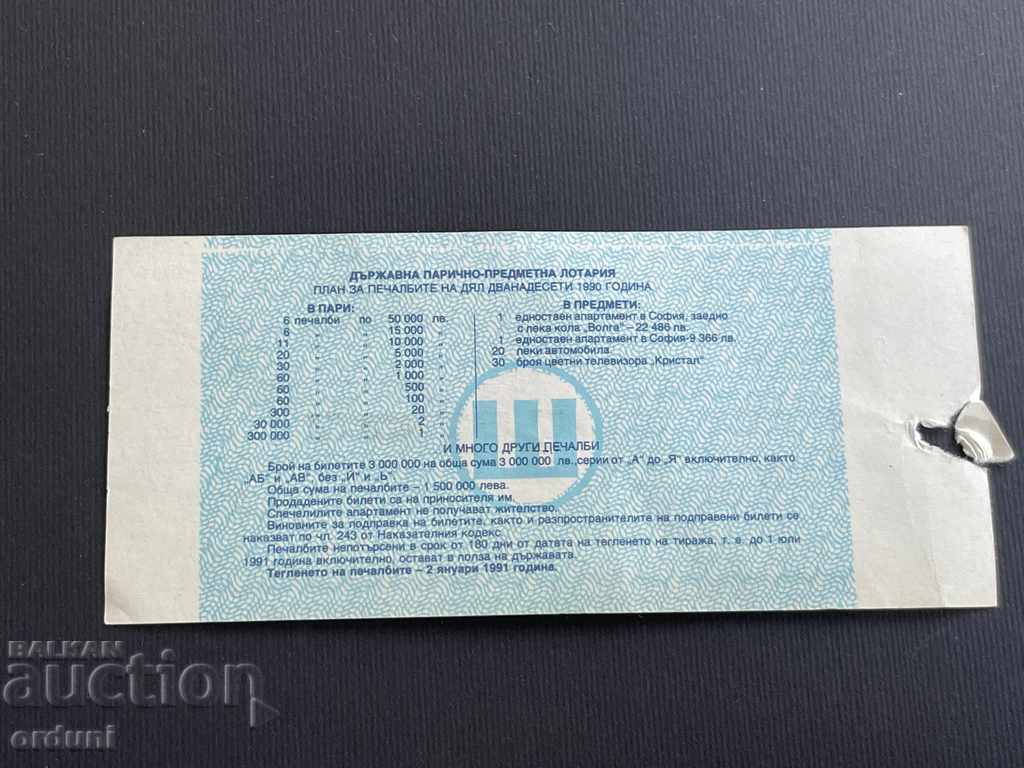 ДЪРЖАВНА ПАРИЧНО-ПРЕДМЕТНА ЛОТАРИЯ
ПЛАН ЗА ПЕЧАЛБИТЕ НА ДЯЛ ДВАНАДЕСЕТИ 1990 ГОДИНА
В ПАРИ:
6 печалби по 50 000 лв.
8 " " 15 000 "
11 " " 10 000 "
20 " " 5 000 "
30 " " 2 000 "
60 " " 1 000 "
60 " " 500 "
60 " " 100 "
300 " " 20 "
30 000 " " 2 "
300 000 " " 1 "
В ПРЕДМЕТИ:
1 едностаен апартамент в София, заедно
с лека кола „Волга" – 22 486 лв.
1 едностаен апартамент в София-9 366 лв.
20 леки автомобила
30 броя цветни телевизора „Кристал"
Ш
И МНОГО ДРУГИ ПЕЧАЛБИ
Брой на билетите 3 000 000 на обща сума 3 000 000 лв., серии от „А" до „Я" включително, както
„АБ" и „АВ", без „Й" и „Ь"
Обща сума на печалбите – 1 500 000 лева.
Продадените билети са на приносителя им.
Спечелилите апартамент не получават жителство.
Виновните за подправка на билетите, както и разпространителите на подправени билети се
наказват по чл. 243 от Наказателния кодекс
Печалбите непотърсени в срок от 180 дни от датата на тегленето на тиража, т. е. до 1 юли
1991 година включително, остават в полза на държавата.
Тегленето на печалбите – 2 януари 1991 година.
BALKAN
auction
orduni